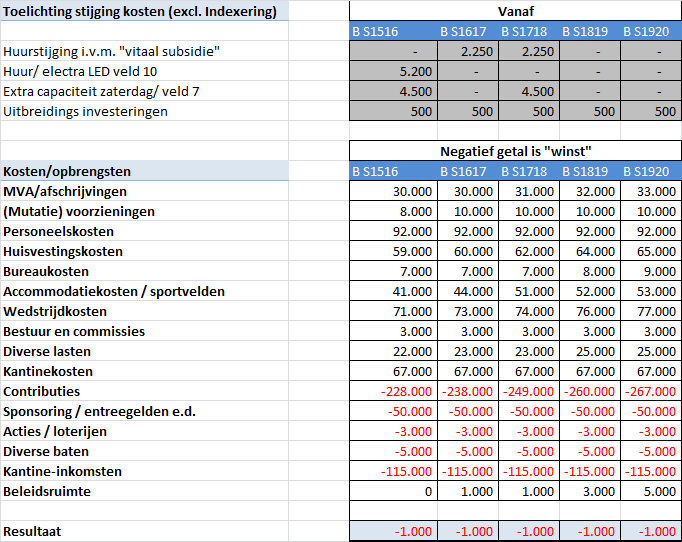 Toelichting stijging kosten (excl. Indexering) Vanaf
B S1516 B S1617 B S1718 B S1819 B S1920
Huurstijging i.v.m. "vitaal subsidie" - 2.250 2.250 - -
Huur/ electra LED veld 10 5.200 - - - -
Extra capaciteit zaterdag/ veld 7 4.500 - 4.500 - -
Uitbreidings investeringen 500 500 500 500 500
Negatief getal is "winst"
Kosten/opbrengsten B S1516 B S1617 B S1718 B S1819 B S1920
MVA/afschrijvingen 30.000 30.000 31.000 32.000 33.000
(Mutatie) voorzieningen 8.000 10.000 10.000 10.000 10.000
Personeelskosten 92.000 92.000 92.000 92.000 92.000
Huisvestingskosten 59.000 60.000 62.000 64.000 65.000
Bureaukosten 7.000 7.000 7.000 8.000 9.000
Accommodatiekosten / sportvelden 41.000 44.000 51.000 52.000 53.000
Wedstrijdkosten 71.000 73.000 74.000 76.000 77.000
Bestuur en commissies 3.000 3.000 3.000 3.000 3.000
Diverse lasten 22.000 23.000 23.000 25.000 25.000
Kantinekosten 67.000 67.000 67.000 67.000 67.000
Contributies -228.000 -238.000 -249.000 -260.000 -267.000
Sponsoring / entreegelden e.d. -50.000 -50.000 -50.000 -50.000 -50.000
Acties / loterijen -3.000 -3.000 -3.000 -3.000 -3.000
Diverse baten -5.000 -5.000 -5.000 -5.000 -5.000
Kantine-inkomsten -115.000 -115.000 -115.000 -115.000 -115.000
Beleidsruimte 0 1.000 1.000 3.000 5.000
Resultaat -1.000 -1.000 -1.000 -1.000 -1.000